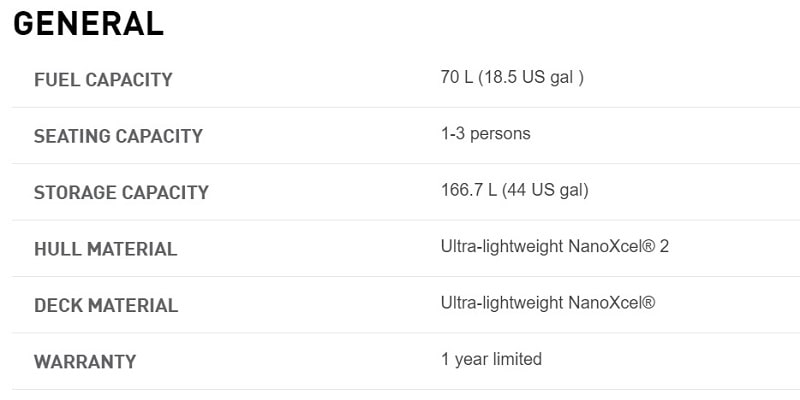 GENERAL
FUEL CAPACITY 70 L (18.5 US gal )
SEATING CAPACITY 1-3 persons
STORAGE CAPACITY 166.7 L (44 US gal)
HULL MATERIAL Ultra-lightweight NanoXcel® 2
DECK MATERIAL Ultra-lightweight NanoXcel®
WARRANTY 1 year limited